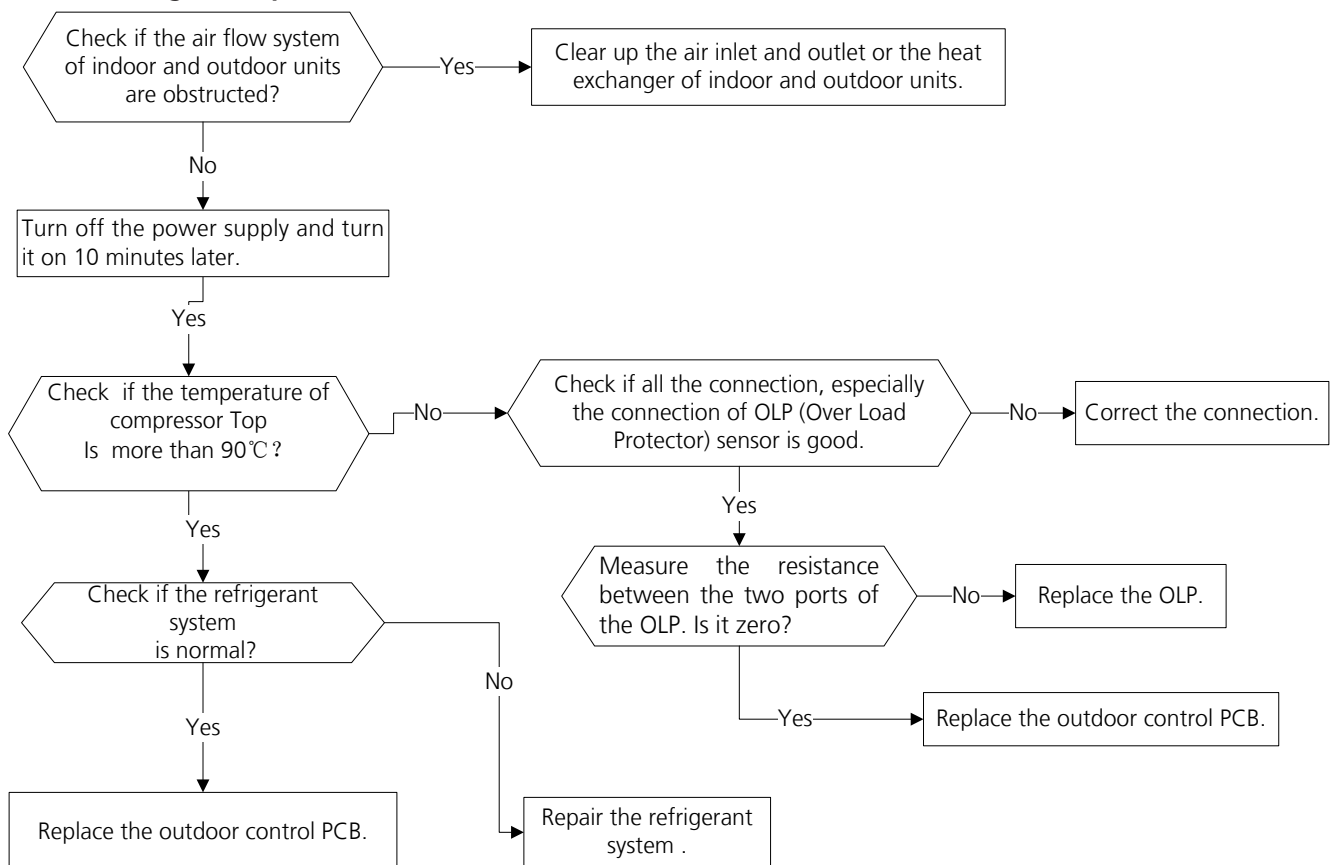 Check if the air flow system
of indoor and outdoor units
are obstructed?
Yes
Clear up the air inlet and outlet or the heat
exchanger of indoor and outdoor units.
No
Turn off the power supply and turn
it on 10 minutes later.
Yes
Check if the temperature of
compressor Top
Is more than 90℃?
No
Check if all the connection, especially
the connection of OLP (Over Load
Protector) sensor is good.
No
Correct the connection.
Yes
Yes
Measure the resistance
between the two ports of
the OLP. Is it zero?
No
Replace the OLP.
Check if the refrigerant
system
is normal?
No
Yes
Replace the outdoor control PCB.
Yes
Replace the outdoor control PCB.
Repair the refrigerant
system .